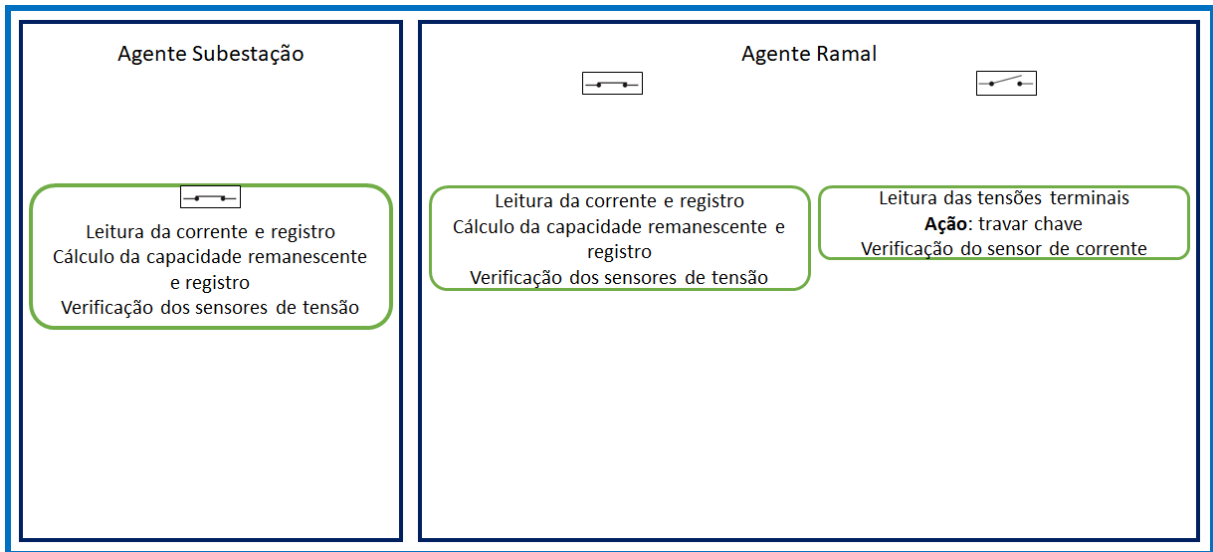 Agente Subestação
Leitura da corrente e registro
Cálculo da capacidade remanescente
e registro
Verificação dos sensores de tensão
Agente Ramal
Leitura da corrente e registro
Cálculo da capacidade remanescente e
registro
Verificação dos sensores de tensão
Leitura das tensões terminais
Ação: travar chave
Verificação do sensor de corrente